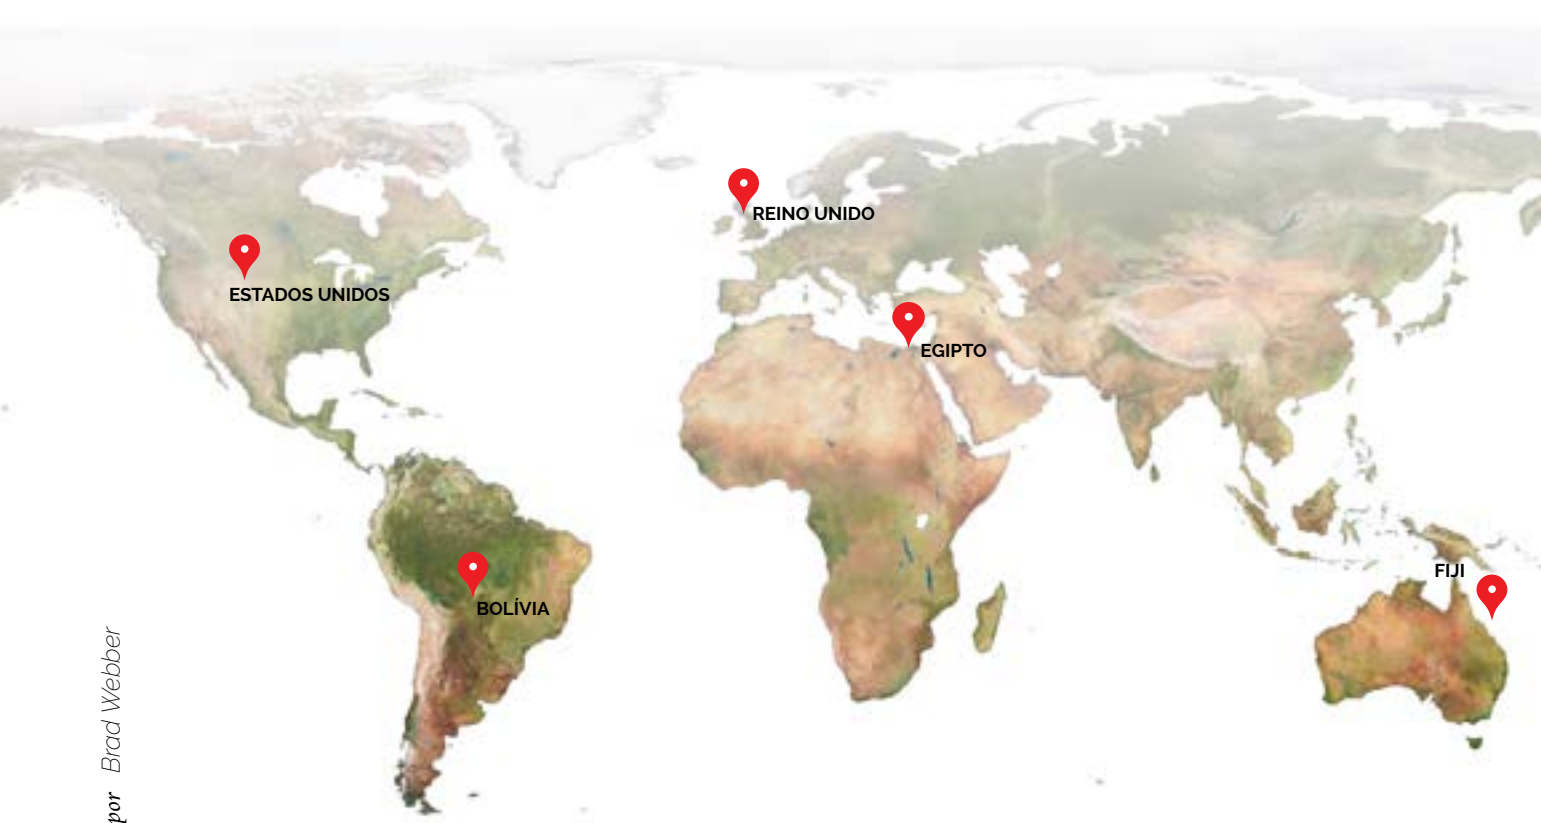 REINO UNIDO
ESTADOS UNIDOS
EGIPTO
FIJI
BOLÍVIA
por Brad Webber